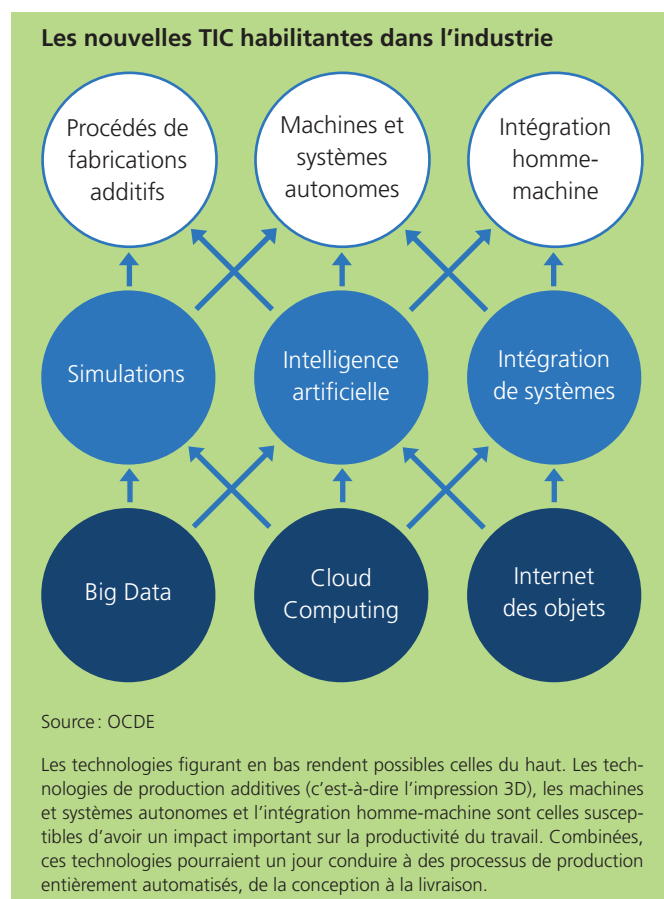 Les nouvelles TIC habilitantes dans l’industrie
Procédés de
fabrications
additifs
Machines et
systèmes
autonomes
Intégration
homme-
machine
Simulations
Intelligence
artificielle
Intégration
de systèmes
Big Data
Cloud
Computing
Internet
des objets
Source : OCDE
Les technologies figurant en bas rendent possibles celles du haut. Les tech-
nologies de production additives (c’est-à-dire l’impression 3D), les machines
et systèmes autonomes et l’intégration homme-machine sont celles suscep-
tibles d’avoir un impact important sur la productivité du travail. Combinées,
ces technologies pourraient un jour conduire à des processus de production
entièrement automatisés, de la conception à la livraison.